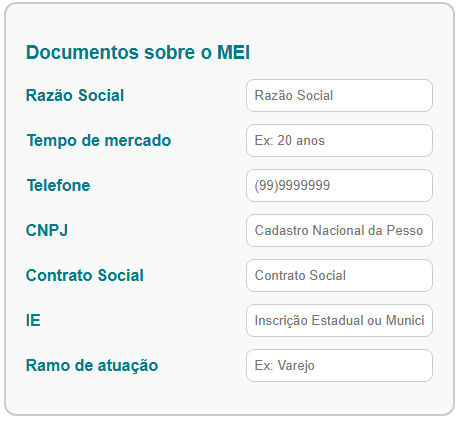 Documentos sobre o MEI
Razão Social Razão Social
Tempo de mercado Ex: 20 anos
Telefone (99)9999999
CNPJ Cadastro Nacional da Pesso
Contrato Social Contrato Social
IE Inscrição Estadual ou Munici
Ramo de atuação Ex: Varejo